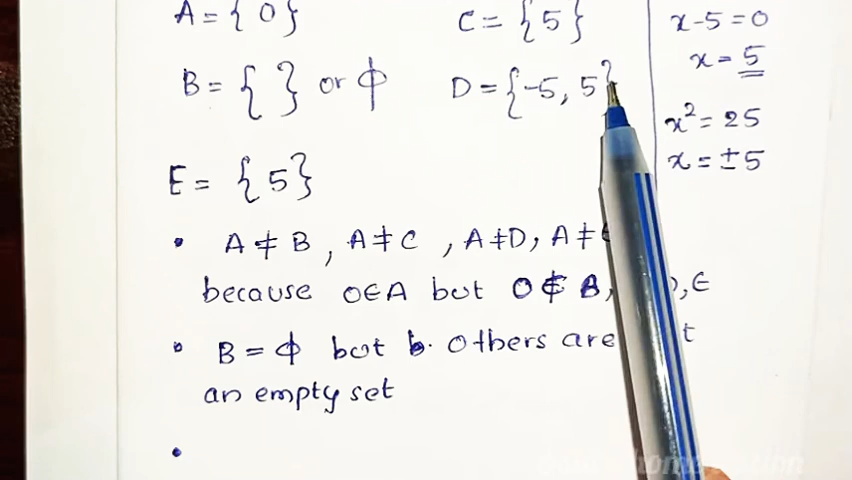 A = { 0 }
C = { 5 }
x - 5 = 0
x = 5
B = { } or ϕ
D = { -5, 5 }
x² = 25
x = ± 5
E = { 5 }
• A ≠ B, A ≠ C, A ≠ D, A ≠
because 0 ∈ A but 0 ∉ B, D, E
• B = ϕ but b. others are
an empty set
•